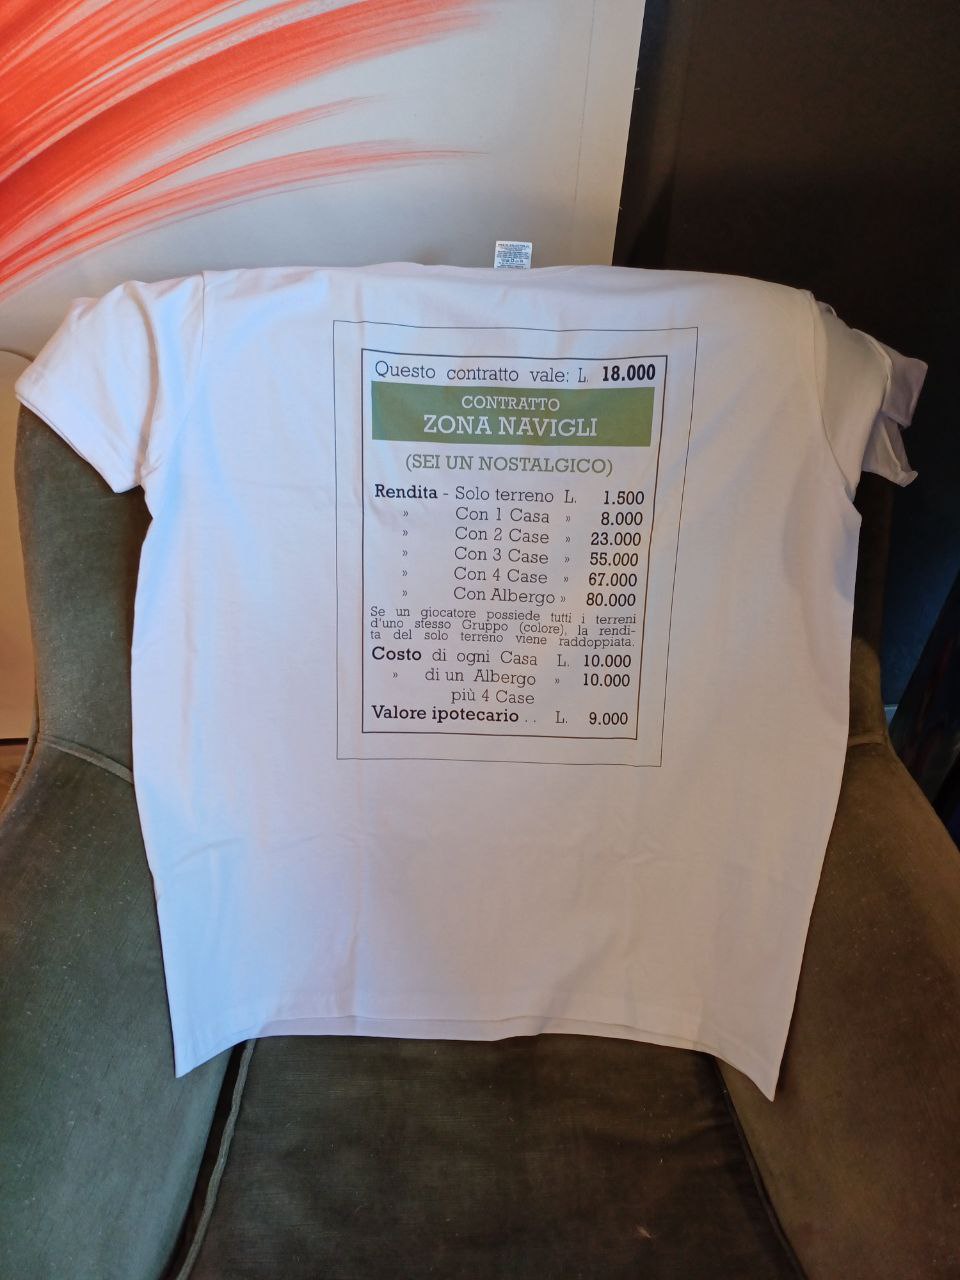 Questo contratto vale: L. 18.000
CONTRATTO
ZONA NAVIGLI
(SEI UN NOSTALGICO)
Rendita - Solo terreno L. 1.500
» Con 1 Casa » 8.000
» Con 2 Case » 23.000
» Con 3 Case » 55.000
» Con 4 Case » 67.000
» Con Albergo » 80.000
Se un giocatore possiede tutti i terreni
d'uno stesso Gruppo (colore), la rendi-
ta del solo terreno viene raddoppiata.
Costo di ogni Casa L. 10.000
» di un Albergo » 10.000
più 4 Case
Valore ipotecario . . L. 9.000